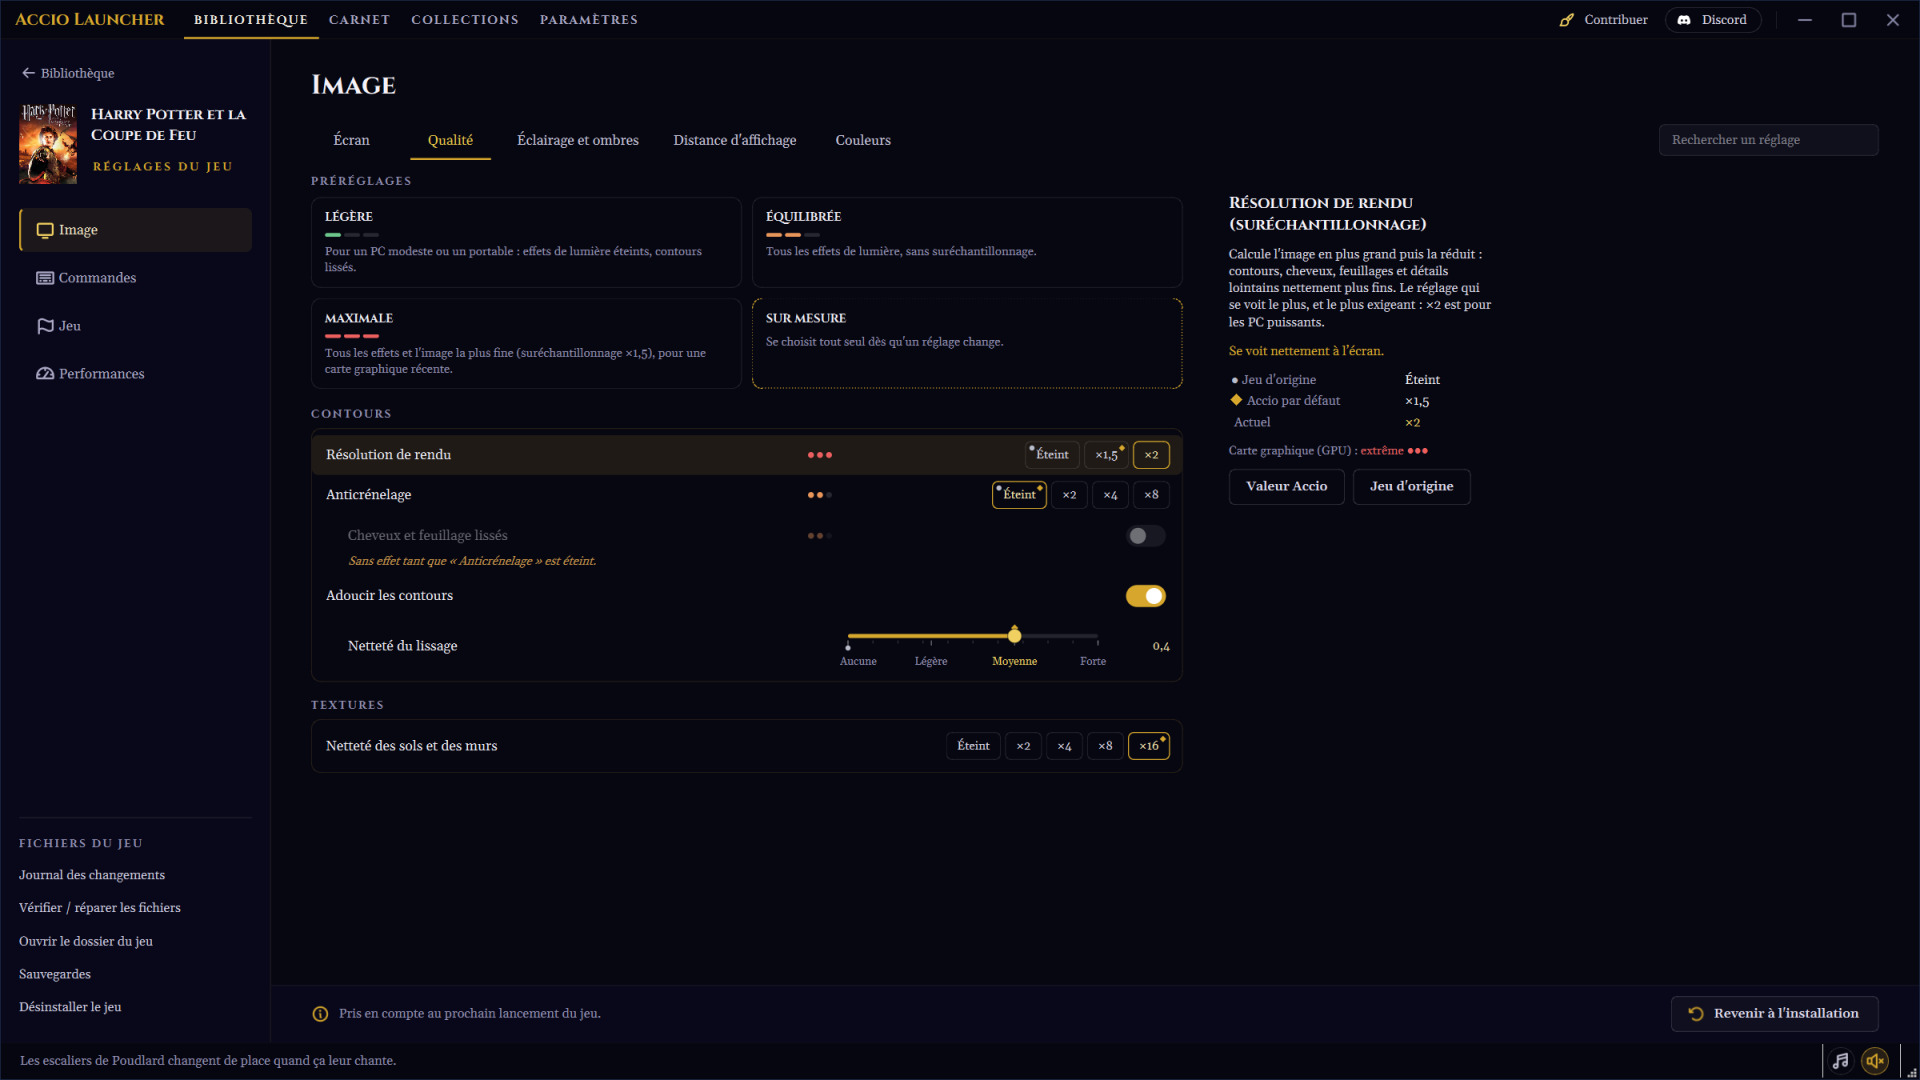 Accio Launcher
BIBLIOTHÈQUE
CARNET
COLLECTIONS
PARAMÈTRES
Contribuer
Discord
Bibliothèque
Harry Potter
Harry Potter et la
Coupe de Feu
RÉGLAGES DU JEU
Image
Commandes
Jeu
Performances
FICHIERS DU JEU
Journal des changements
Vérifier / réparer les fichiers
Ouvrir le dossier du jeu
Sauvegardes
Désinstaller le jeu
Image
Écran
Qualité
Éclairage et ombres
Distance d'affichage
Couleurs
Rechercher un réglage
PRÉRÉGLAGES
LÉGÈRE
Pour un PC modeste ou un portable : effets de lumière éteints, contours
lissés.
ÉQUILIBRÉE
Tous les effets de lumière, sans suréchantillonnage.
MAXIMALE
Tous les effets et l'image la plus fine (suréchantillonnage ×1,5), pour une
carte graphique récente.
SUR MESURE
Se choisit tout seul dès qu'un réglage change.
CONTOURS
Résolution de rendu
Éteint
×1,5
×2
Anticrénelage
Éteint
×2
×4
×8
Cheveux et feuillage lissés
Sans effet tant que « Anticrénelage » est éteint.
Adoucir les contours
Netteté du lissage
Aucune
Légère
Moyenne
Forte
0,4
TEXTURES
Netteté des sols et des murs
Éteint
×2
×4
×8
×16
Résolution de rendu
(suréchantillonnage)
Calcule l'image en plus grand puis la réduit :
contours, cheveux, feuillages et détails
lointains nettement plus fins. Le réglage qui
se voit le plus, et le plus exigeant : ×2 est pour
les PC puissants.
Se voit nettement à l'écran.
Jeu d'origine Éteint
Accio par défaut ×1,5
Actuel ×2
Carte graphique (GPU) : extrême
Valeur Accio
Jeu d'origine
Pris en compte au prochain lancement du jeu.
Revenir à l'installation
Les escaliers de Poudlard changent de place quand ça leur chante.